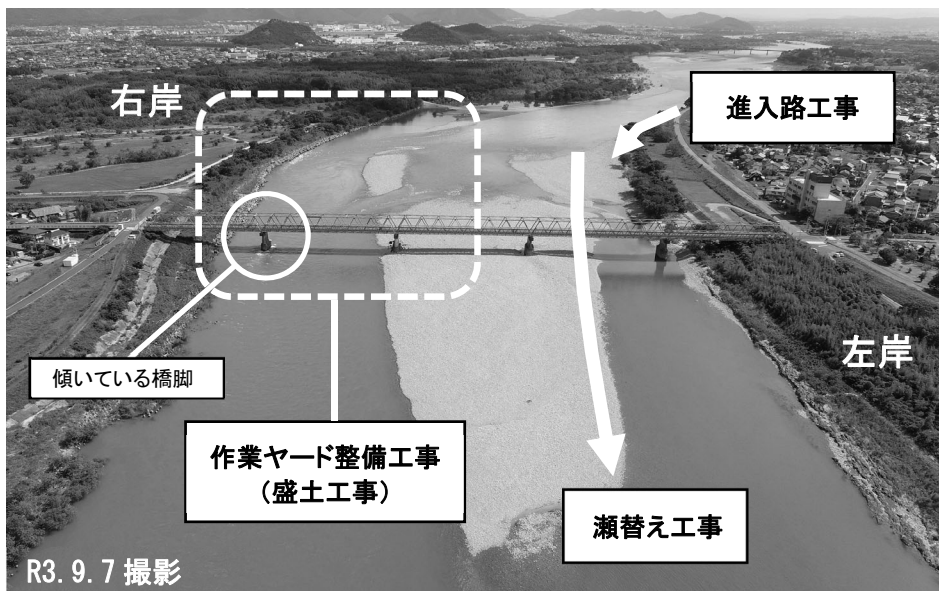 右岸
進入路工事
傾いている橋脚
左岸
作業ヤード整備工事
（盛土工事）
瀬替え工事
R3.9.7撮影